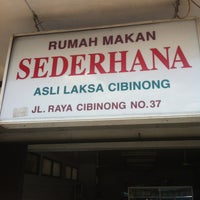 RUMAH MAKAN
SEDERHANA
ASLI LAKSA CIBINONG
JL. RAYA CIBINONG NO.37